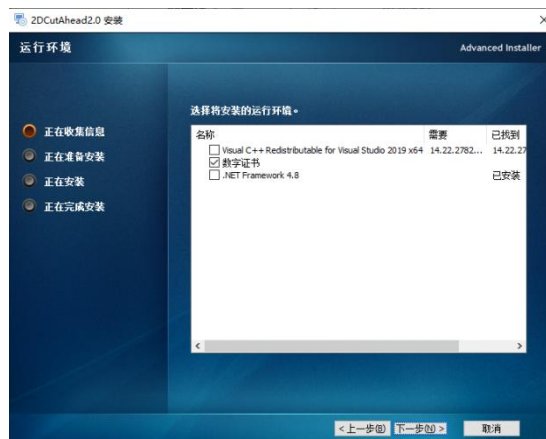 2DCutAhead2.0 安装
运行环境
Advanced Installer
选择将安装的运行环境。
正在收集信息
正在准备安装
正在安装
正在完成安装
名称 需要 已找到
Visual C++ Redistributable for Visual Studio 2019 x64 14.22.2782... 14.22.27
数字证书
.NET Framework 4.8 已安装
<上一步(B) 下一步(N) > 取消